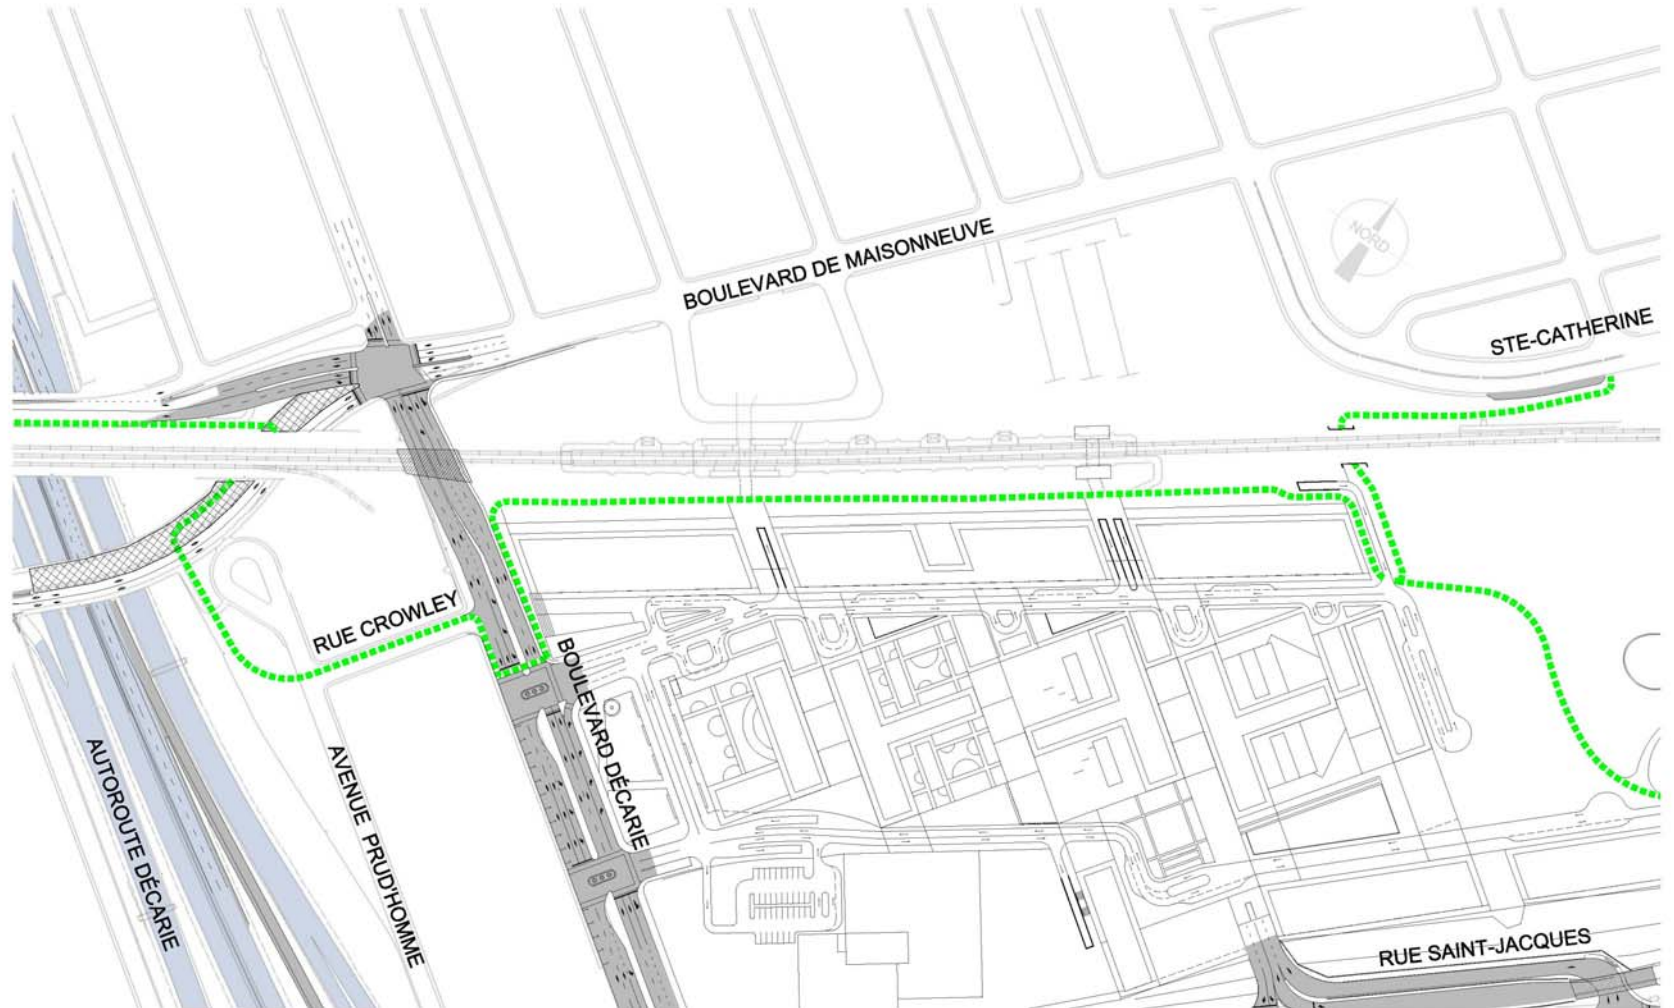 BOULEVARD DE MAISONNEUVE
NORD
STE-CATHERINE
RUE CROWLEY
BOULEVARD DÉCARIE
AUTOROUTE DÉCARIE
AVENUE PRUD'HOMME
RUE SAINT-JACQUES